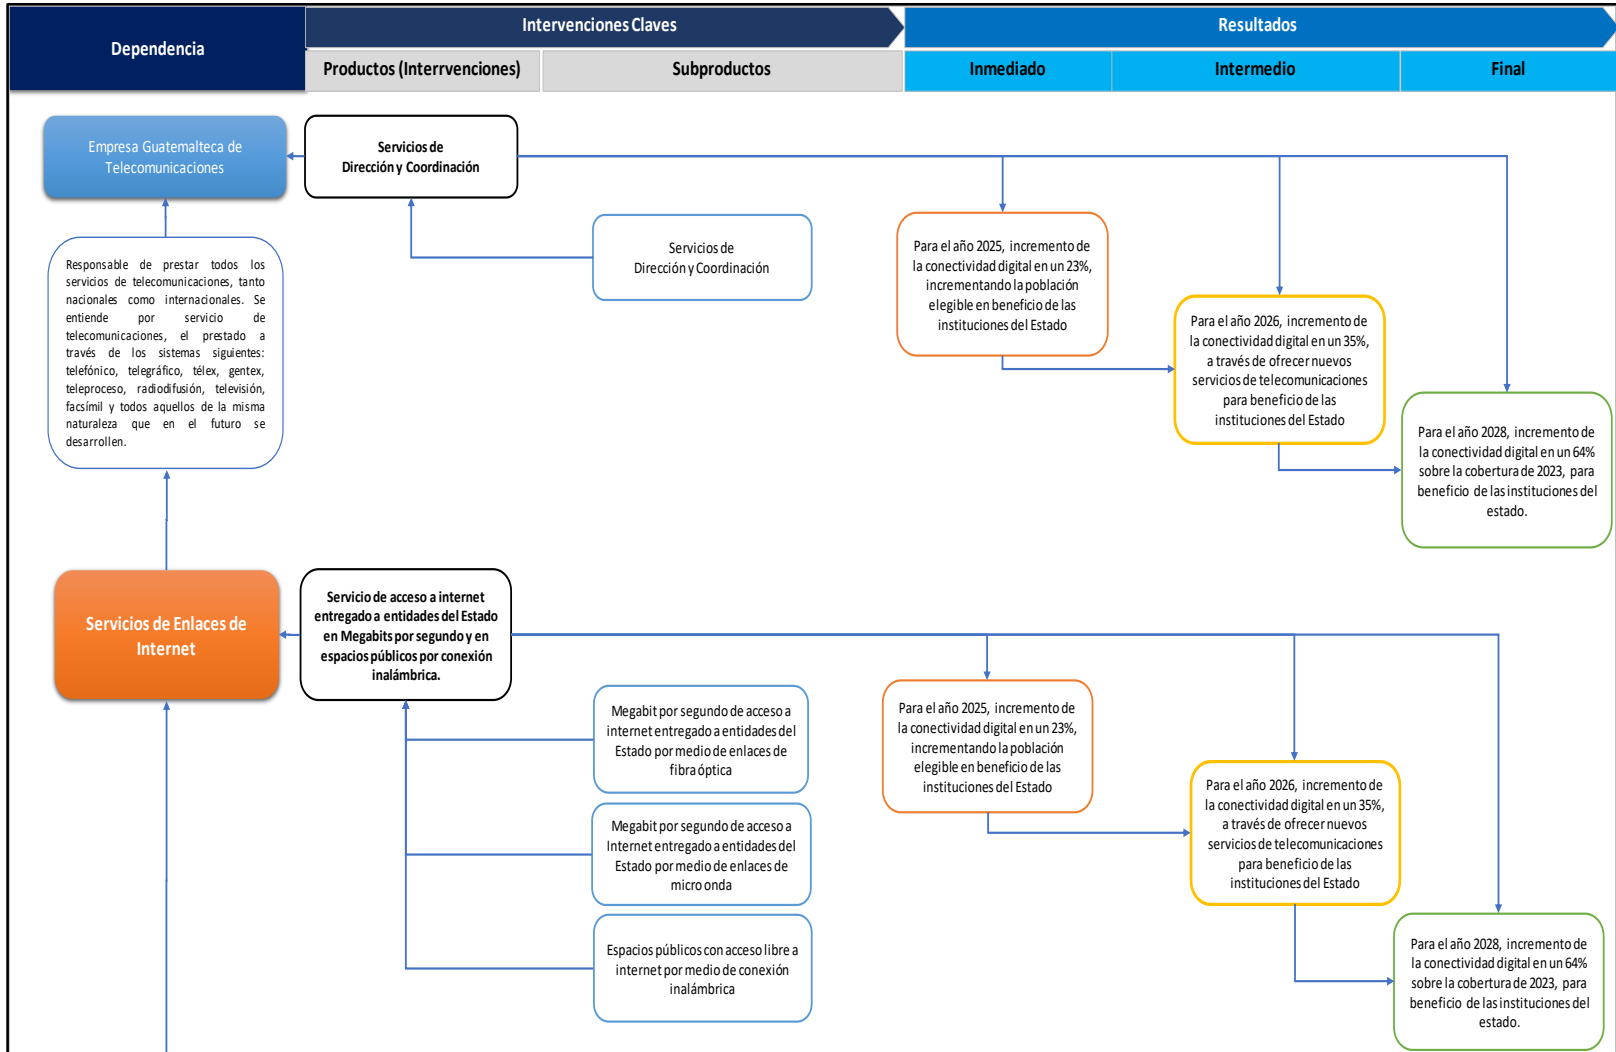 Dependencia
Intervenciones Claves
Resultados
Productos (Interrvenciones)
Subproductos
Inmediado
Intermedio
Final
Empresa Guatemalteca de
Telecomunicaciones
Servicios de
Dirección y Coordinación
Servicios de
Dirección y Coordinación
Responsable de prestar todos los
servicios de telecomunicaciones, tanto
nacionales como internacionales. Se
entiende por servicio de
telecomunicaciones, el prestado a
través de los sistemas siguientes:
telefónico, telegráfico, télex, gentex,
teleproceso, radiodifusión, televisión,
facsímil y todos aquellos de la misma
naturaleza que en el futuro se
desarrollen.
Para el año 2025, incremento de
la conectividad digital en un 23%,
incrementando la población
elegible en beneficio de las
instituciones del Estado
Para el año 2026, incremento de
la conectividad digital en un 35%,
a través de ofrecer nuevos
servicios de telecomunicaciones
para beneficio de las
instituciones del Estado
Para el año 2028, incremento de
la conectividad digital en un 64%
sobre la cobertura de 2023, para
beneficio de las instituciones del
estado.
Servicios de Enlaces de
Internet
Servicio de acceso a internet
entregado a entidades del Estado
en Megabits por segundo y en
espacios públicos por conexión
inalámbrica.
Megabit por segundo de acceso a
internet entregado a entidades del
Estado por medio de enlaces de
fibra óptica
Megabit por segundo de acceso a
Internet entregado a entidades del
Estado por medio de enlaces de
micro onda
Espacios públicos con acceso libre a
internet por medio de conexión
inalámbrica
Para el año 2025, incremento de
la conectividad digital en un 23%,
incrementando la población
elegible en beneficio de las
instituciones del Estado
Para el año 2026, incremento de
la conectividad digital en un 35%,
a través de ofrecer nuevos
servicios de telecomunicaciones
para beneficio de las
instituciones del Estado
Para el año 2028, incremento de
la conectividad digital en un 64%
sobre la cobertura de 2023, para
beneficio de las instituciones del
estado.